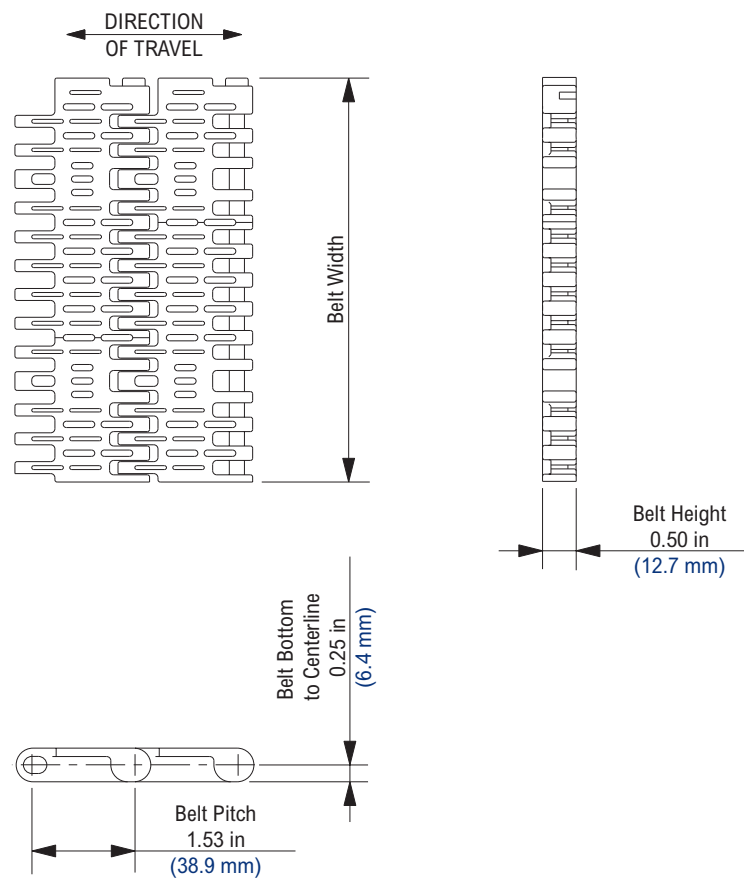 DIRECTION
OF TRAVEL
Belt Width
Belt Height
0.50 in
(12.7 mm)
Belt Bottom
to Centerline
0.25 in
(6.4 mm)
Belt Pitch
1.53 in
(38.9 mm)